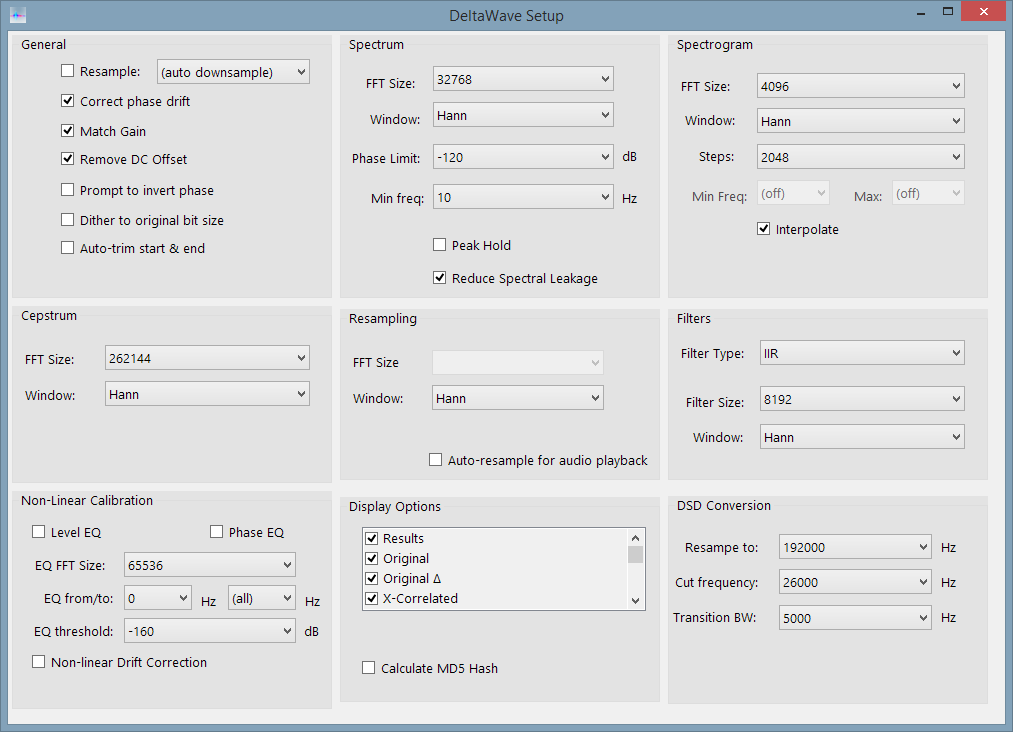 DeltaWave Setup
General
Resample: (auto downsample)
Correct phase drift
Match Gain
Remove DC Offset
Prompt to invert phase
Dither to original bit size
Auto-trim start & end
Spectrum
FFT Size: 32768
Window: Hann
Phase Limit: -120 dB
Min freq: 10 Hz
Peak Hold
Reduce Spectral Leakage
Spectrogram
FFT Size: 4096
Window: Hann
Steps: 2048
Min Freq: (off) Max: (off)
Interpolate
Cepstrum
FFT Size: 262144
Window: Hann
Resampling
FFT Size
Window: Hann
Auto-resample for audio playback
Filters
Filter Type: IIR
Filter Size: 8192
Window: Hann
Non-Linear Calibration
Level EQ Phase EQ
EQ FFT Size: 65536
EQ from/to: 0 Hz (all) Hz
EQ threshold: -160 dB
Non-linear Drift Correction
Display Options
Results
Original
Original Δ
X-Correlated
Calculate MD5 Hash
DSD Conversion
Resampe to: 192000 Hz
Cut frequency: 26000 Hz
Transition BW: 5000 Hz